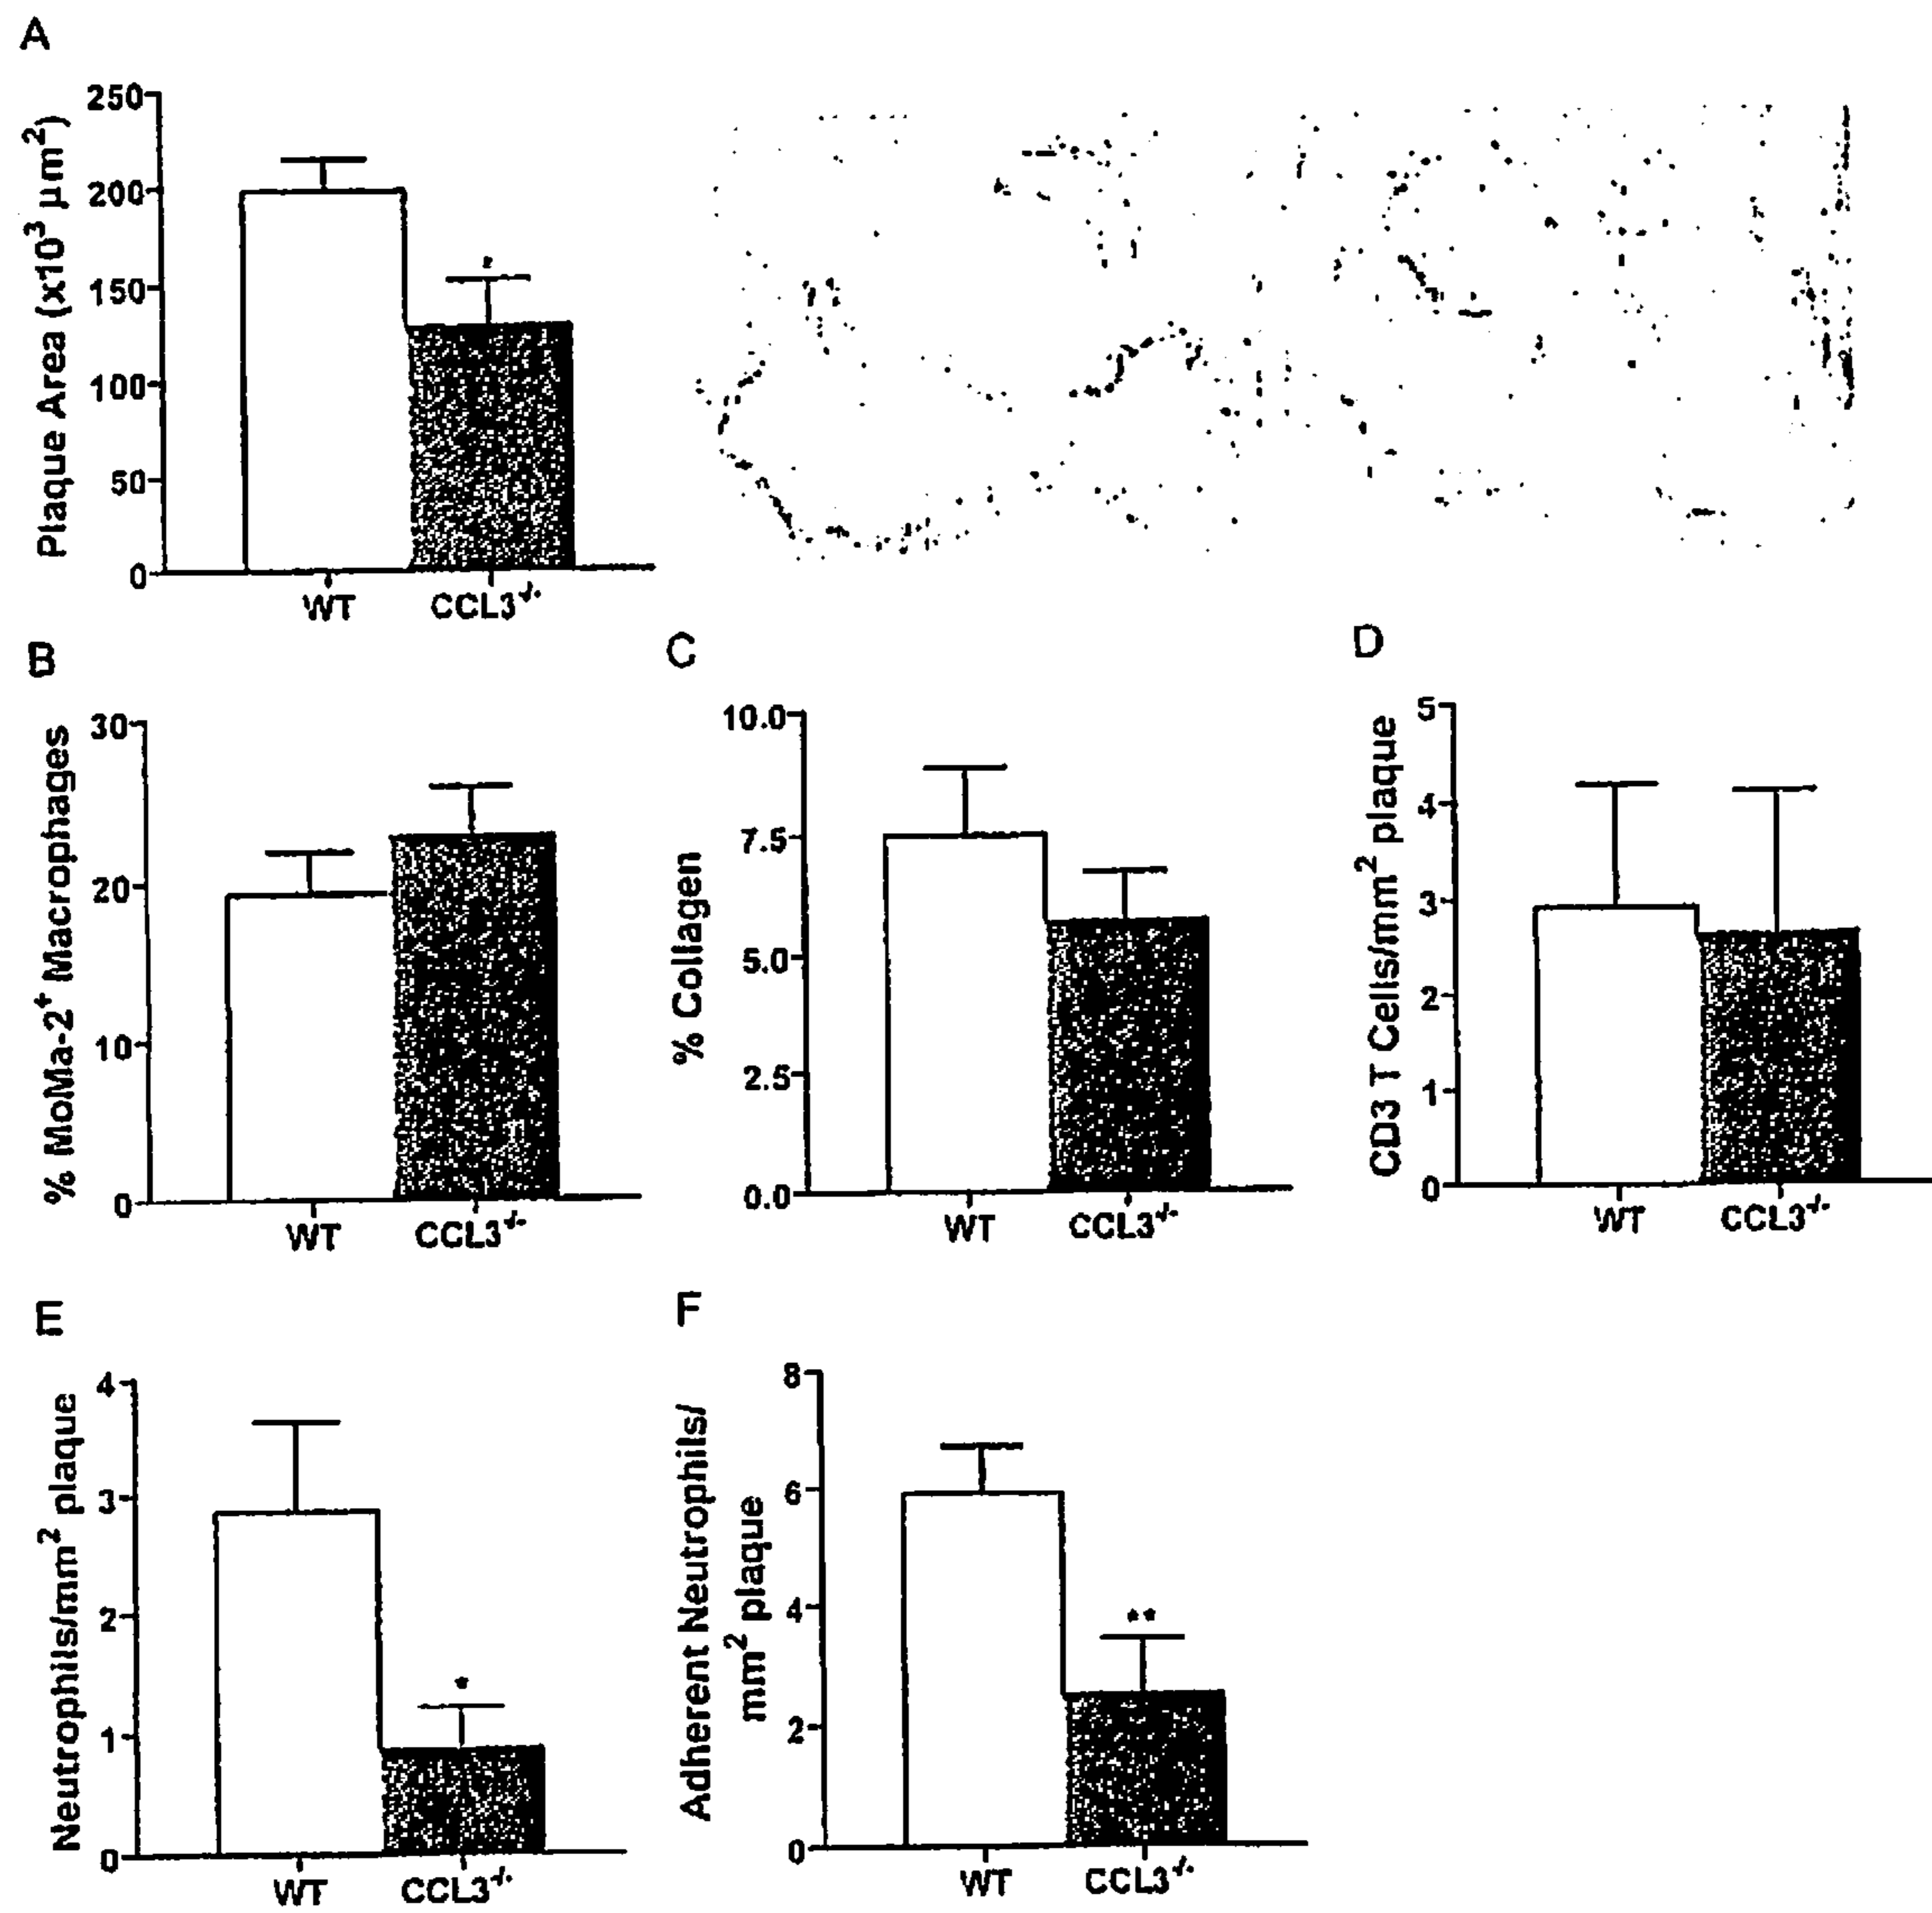 A
250
200
150
100
50
0
Plaque Area (x10³ µm²)
*
WT CCL3⁻/⁻
B
30
20
10
0
% MoMa-2⁺ Macrophages
WT CCL3⁻/⁻
C
10.0
7.5
5.0
2.5
0.0
% Collagen
WT CCL3⁻/⁻
D
5
4
3
2
1
0
CD3 T Cells/mm² plaque
WT CCL3⁻/⁻
E
4
3
2
1
0
Neutrophils/mm² plaque
*
WT CCL3⁻/⁻
F
8
6
4
2
0
Adherent Neutrophils/
mm² plaque
**
WT CCL3⁻/⁻